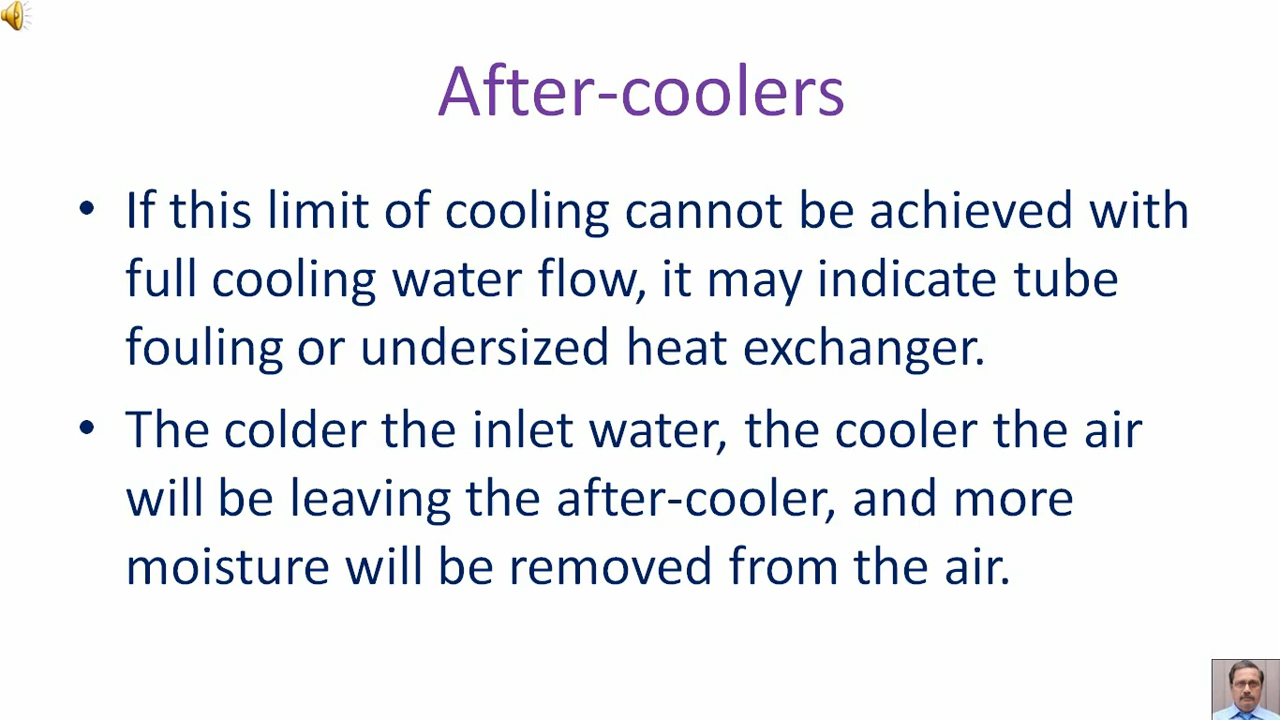 After-coolers
• If this limit of cooling cannot be achieved with
full cooling water flow, it may indicate tube
fouling or undersized heat exchanger.
• The colder the inlet water, the cooler the air
will be leaving the after-cooler, and more
moisture will be removed from the air.